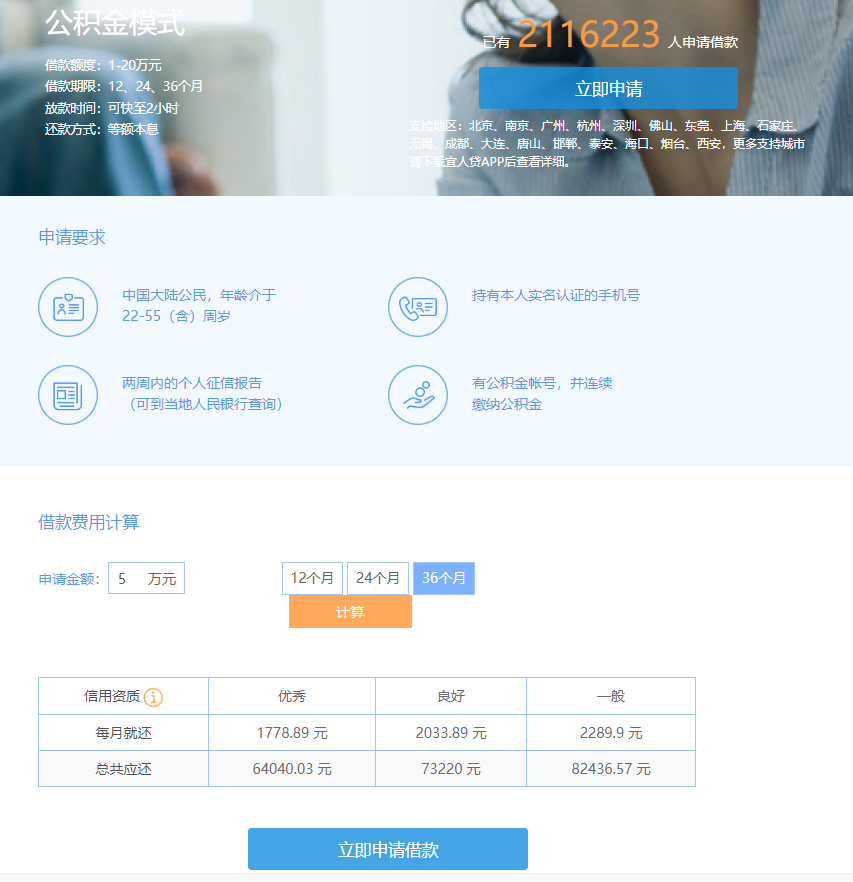 公积金模式
借款额度：1-20万元
借款期限：12、24、36个月
放款时间：可快至2小时
还款方式：等额本息
已有 2116223 人申请借款
立即申请
支持地区：北京、南京、广州、杭州、深圳、佛山、东莞、上海、石家庄、
无锡、成都、大连、唐山、邯郸、泰安、海口、烟台、西安，更多支持城市
请下载宜人贷APP后查看详细。
申请要求
中国大陆公民，年龄介于
22-55（含）周岁
持有本人实名认证的手机号
两周内的个人征信报告
（可到当地人民银行查询）
有公积金帐号，并连续
缴纳公积金
借款费用计算
申请金额： 5 万元 12个月 24个月 36个月
计算
信用资质 优秀 良好 一般
每月就还 1778.89 元 2033.89 元 2289.9 元
总共应还 64040.03 元 73220 元 82436.57 元
立即申请借款